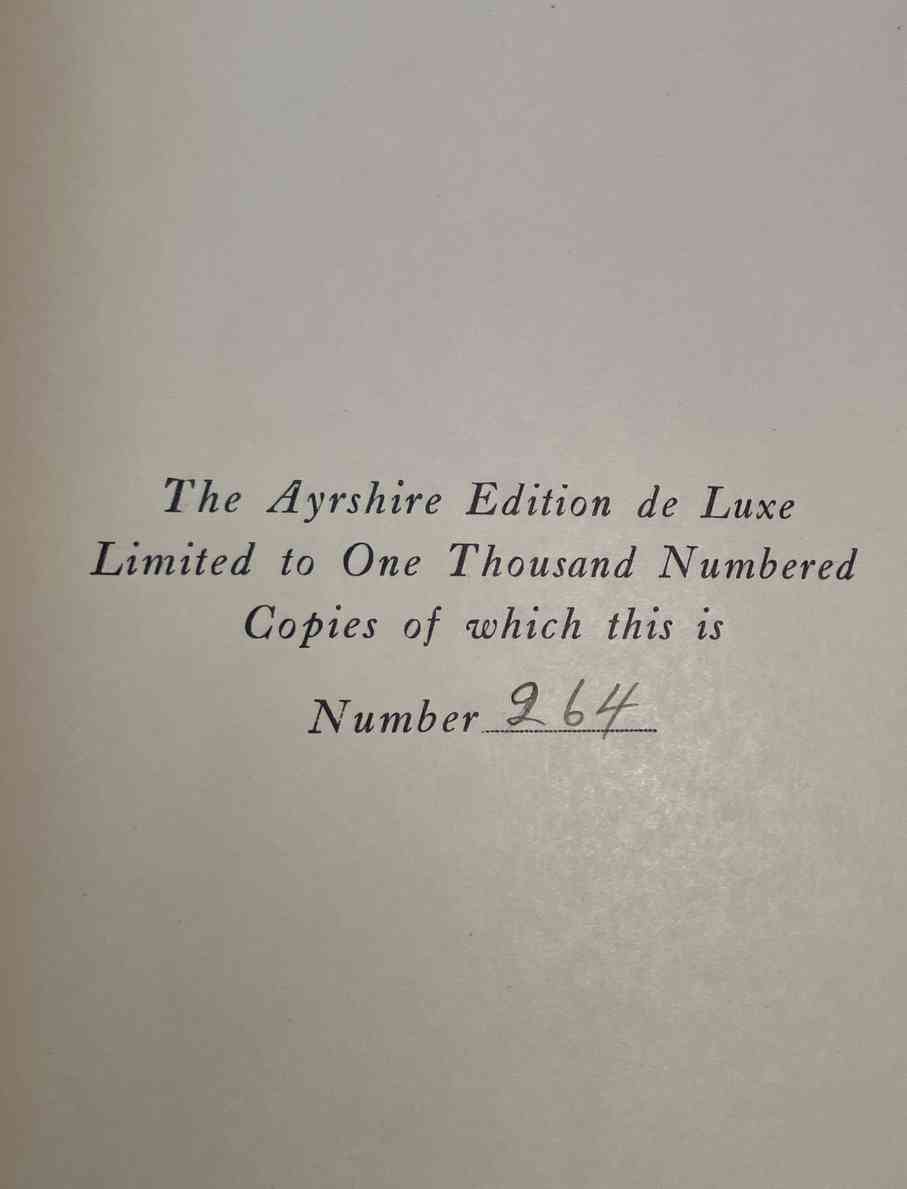 The Ayrshire Edition de Luxe
Limited to One Thousand Numbered
Copies of which this is
Number 264